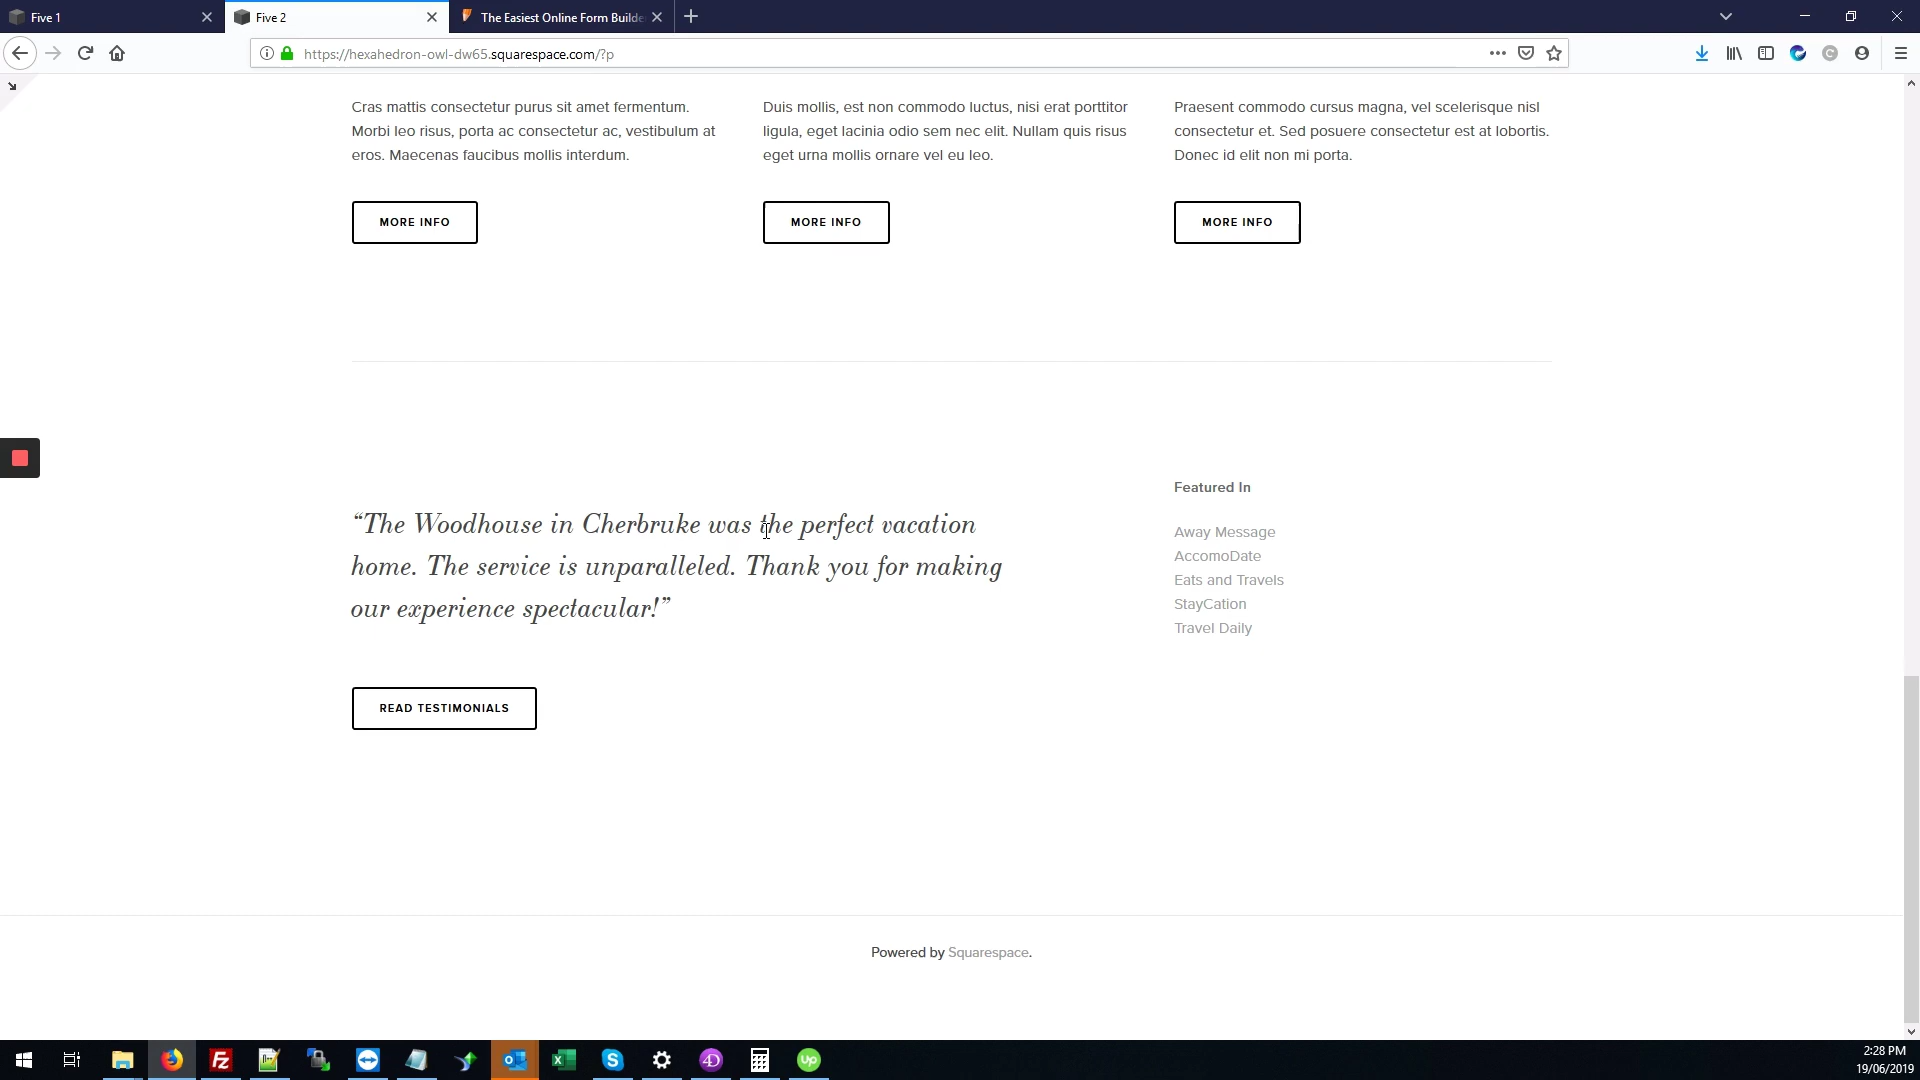 Five 1
Five 2
The Easiest Online Form Builde
https://hexahedron-owl-dw65.squarespace.com/?p
Cras mattis consectetur purus sit amet fermentum.
Morbi leo risus, porta ac consectetur ac, vestibulum at
eros. Maecenas faucibus mollis interdum.
MORE INFO
Duis mollis, est non commodo luctus, nisi erat porttitor
ligula, eget lacinia odio sem nec elit. Nullam quis risus
eget urna mollis ornare vel eu leo.
MORE INFO
Praesent commodo cursus magna, vel scelerisque nisl
consectetur et. Sed posuere consectetur est at lobortis.
Donec id elit non mi porta.
MORE INFO
“The Woodhouse in Cherbruke was the perfect vacation
home. The service is unparalleled. Thank you for making
our experience spectacular!”
READ TESTIMONIALS
Featured In
Away Message
AccomoDate
Eats and Travels
StayCation
Travel Daily
Powered by Squarespace.
2:28 PM
19/06/2019